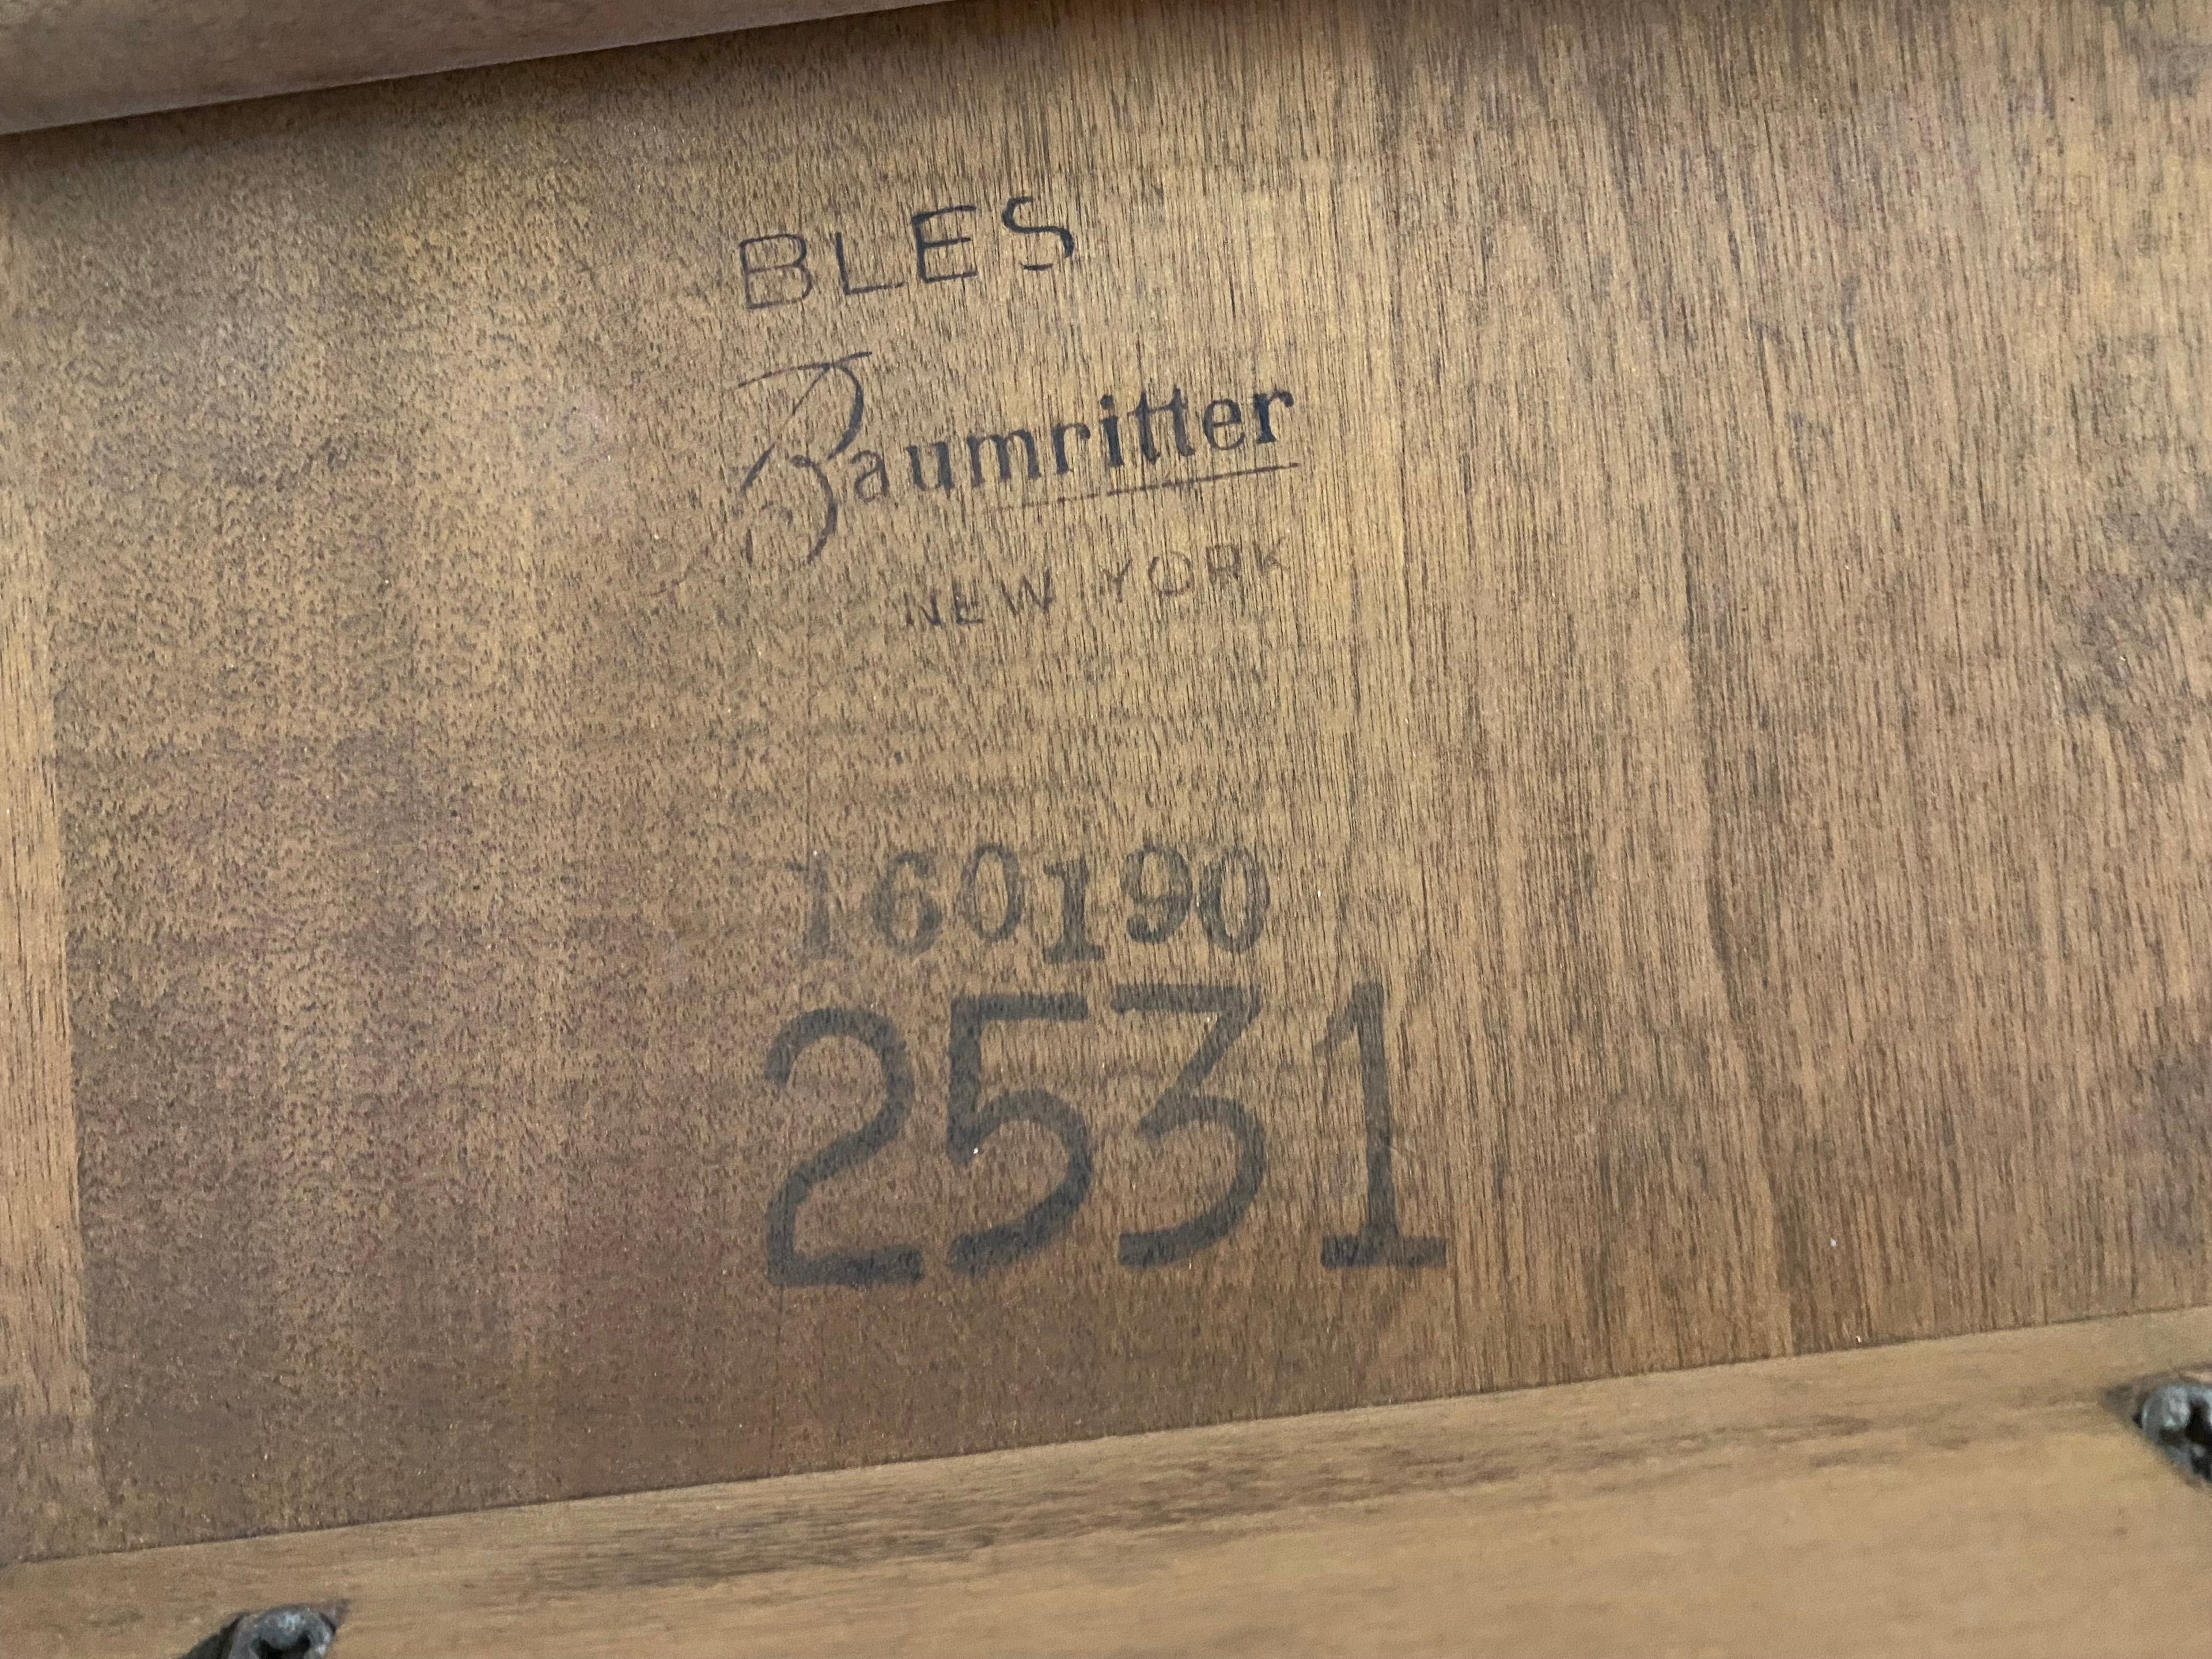 BLES
Baumritter
NEW YORK
160190
2531